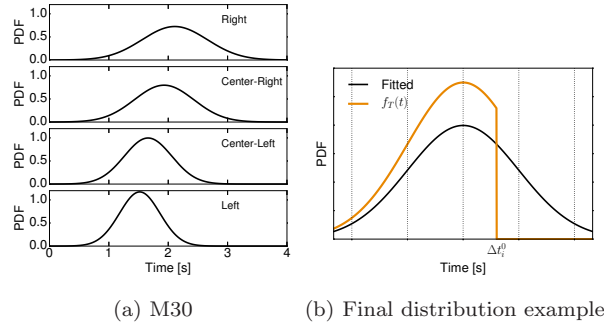 Right
PDF
1.0
0.5
0.0
Center-Right
PDF
1.0
0.5
0.0
Center-Left
PDF
1.0
0.5
0.0
Left
PDF
1.0
0.5
0.0
0 1 2 3 4
Time [s]
(a) M30
Fitted
f_T(t)
PDF
Δt_i^0
Time [s]
(b) Final distribution example